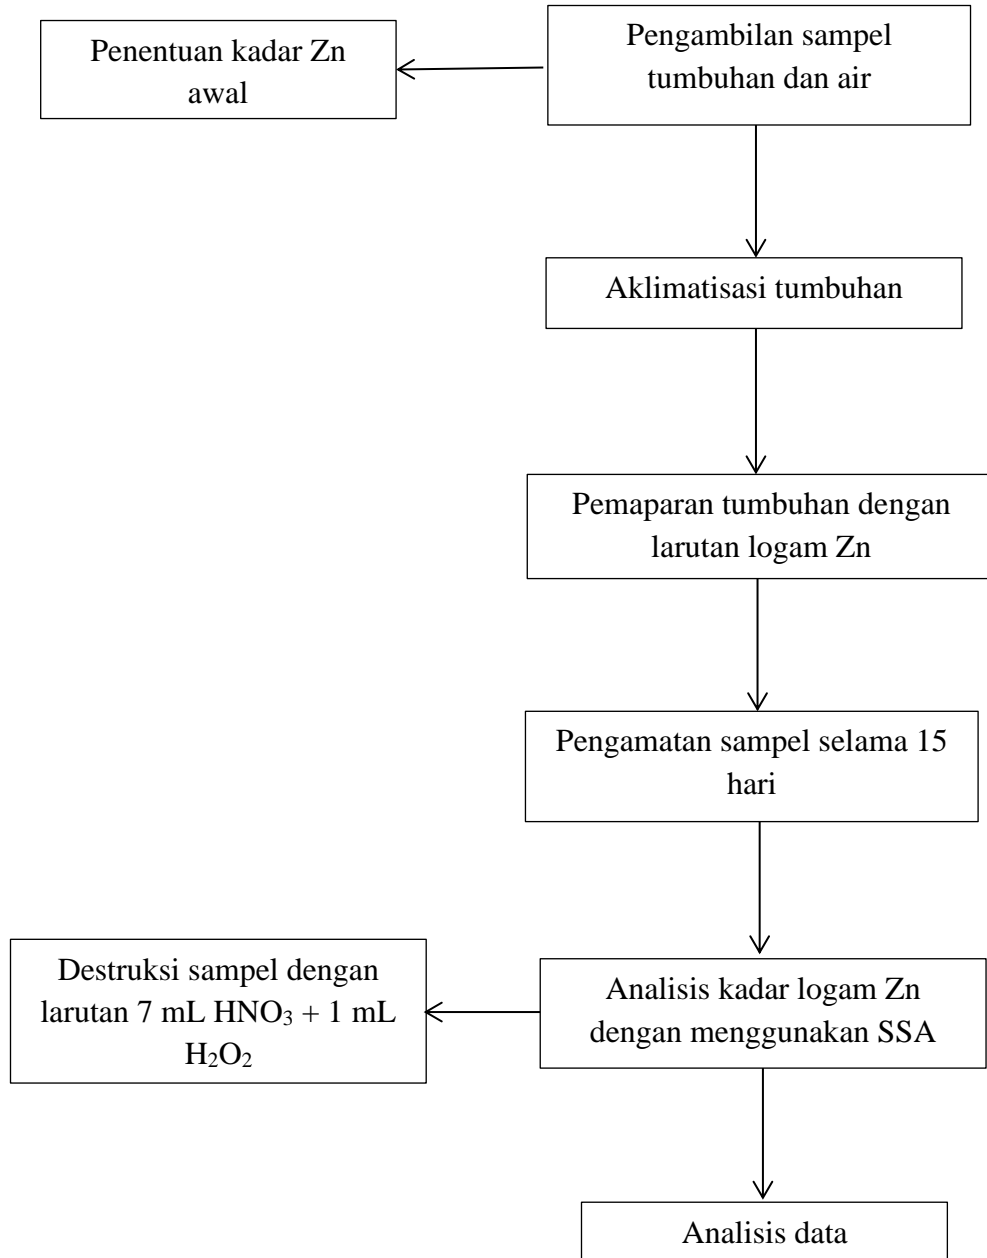 Pengambilan sampel
tumbuhan dan air
Penentuan kadar Zn
awal
Aklimatisasi tumbuhan
Pemaparan tumbuhan dengan
larutan logam Zn
Pengamatan sampel selama 15
hari
Analisis kadar logam Zn
dengan menggunakan SSA
Destruksi sampel dengan
larutan 7 mL HNO₃ + 1 mL
H₂O₂
Analisis data